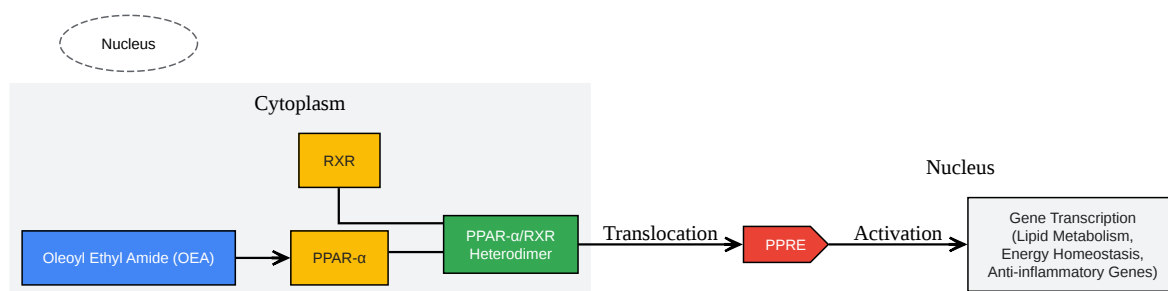 Nucleus
Cytoplasm
RXR
Nucleus
Oleoyl Ethyl Amide (OEA)
PPAR-α
PPAR-α/RXR
Heterodimer
Translocation
PPRE
Activation
Gene Transcription
(Lipid Metabolism,
Energy Homeostasis,
Anti-inflammatory Genes)